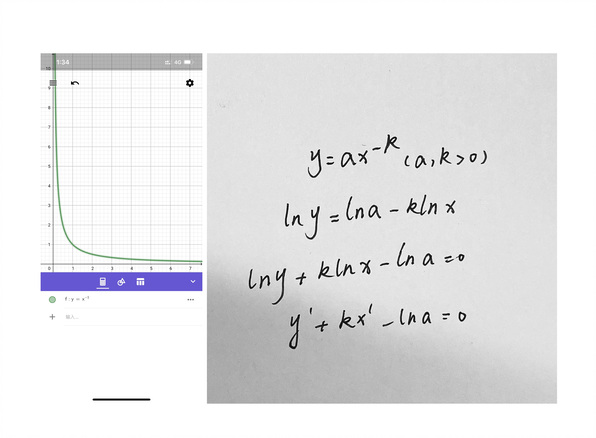 1:34
4G
10
9
8
7
6
5
4
3
2
1
0 1 2 3 4 5 6 7
f : y = x⁻¹
输入...
y = ax⁻ᵏ (a, k > 0)
ln y = ln a − k ln x
ln y + k ln x − ln a = 0
y' + kx' − ln a = 0